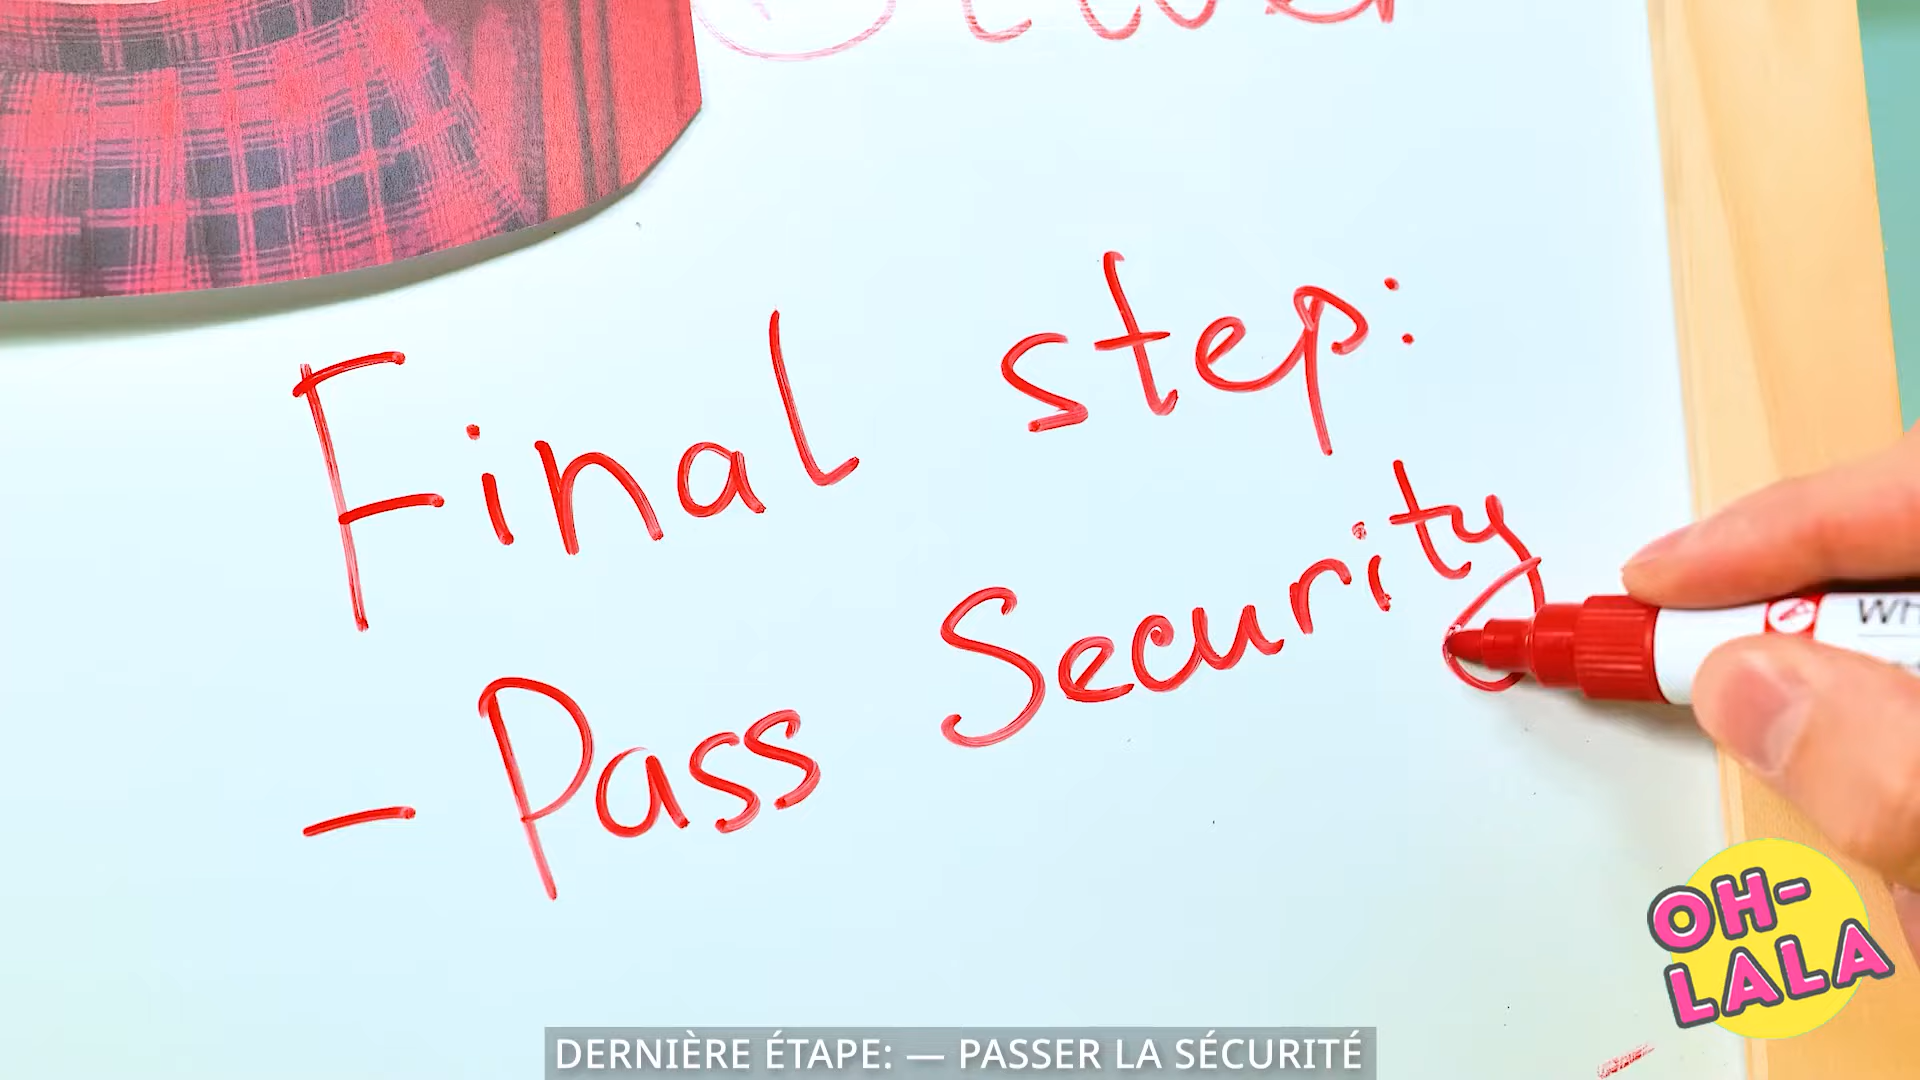 Final step:
- Pass Security
Wh
OH-
LALA
DERNIÈRE ÉTAPE: — PASSER LA SÉCURITÉ